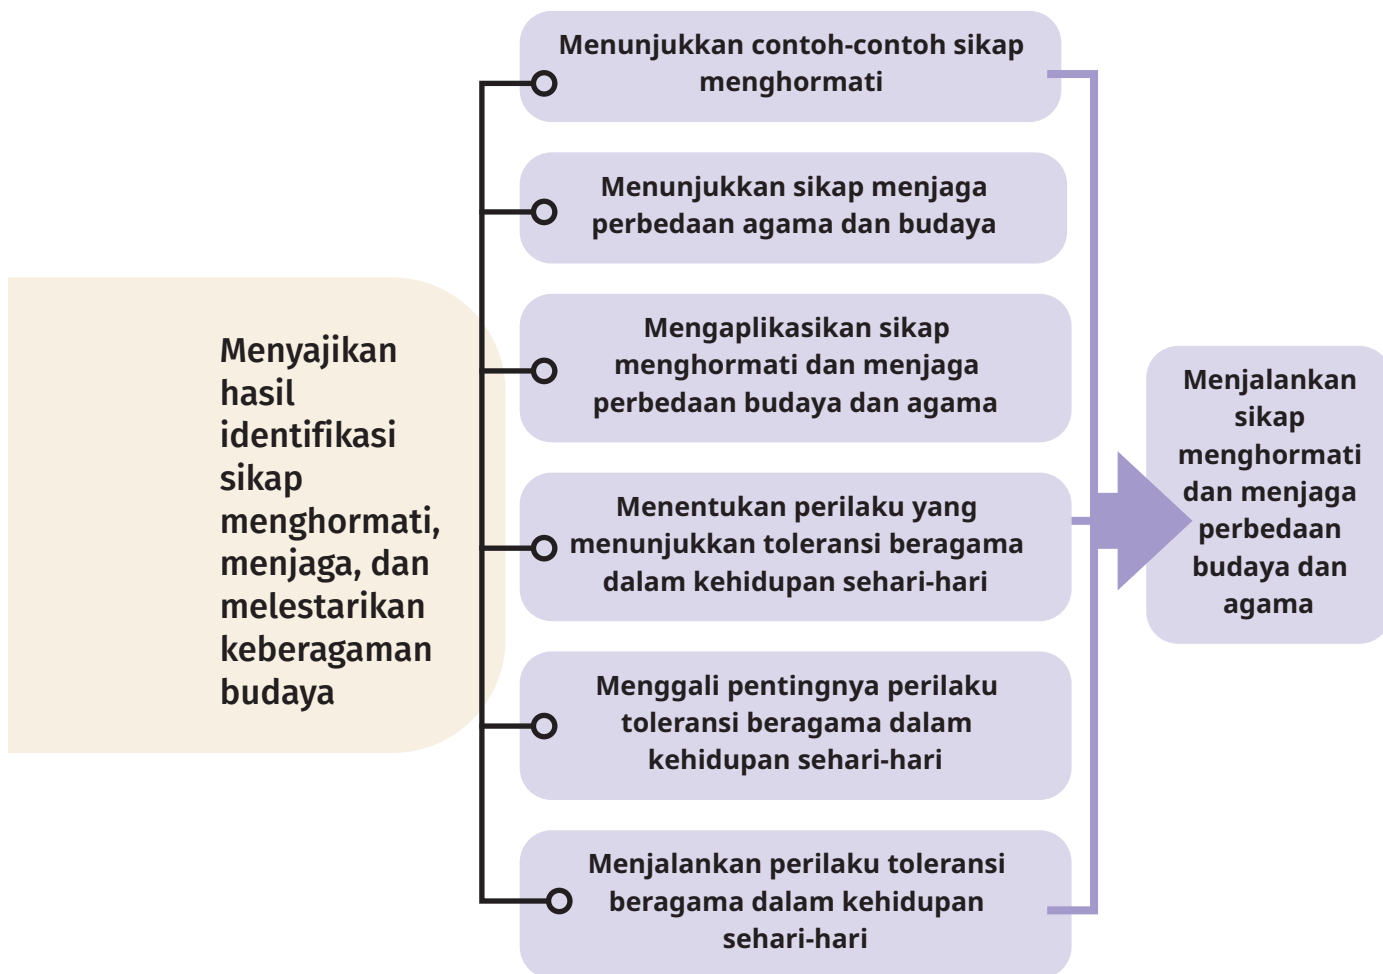 Menyajikan
hasil
identifikasi
sikap
menghormati,
menjaga, dan
melestarikan
keberagaman
budaya
Menunjukkan contoh-contoh sikap
menghormati
Menunjukkan sikap menjaga
perbedaan agama dan budaya
Mengaplikasikan sikap
menghormati dan menjaga
perbedaan budaya dan agama
Menentukan perilaku yang
menunjukkan toleransi beragama
dalam kehidupan sehari-hari
Menggali pentingnya perilaku
toleransi beragama dalam
kehidupan sehari-hari
Menjalankan perilaku toleransi
beragama dalam kehidupan
sehari-hari
Menjalankan
sikap
menghormati
dan menjaga
perbedaan
budaya dan
agama